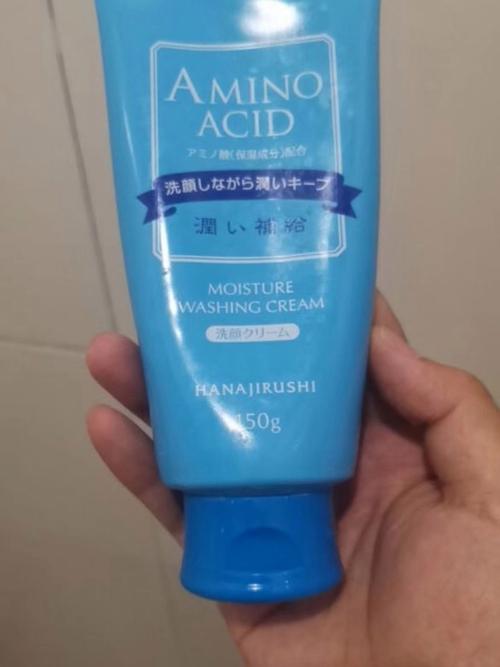 AMINO
ACID
アミノ酸(保湿成分)配合
洗顔しながら潤いキープ
潤い補給
MOISTURE
WASHING CREAM
洗顔クリーム
HANAJIRUSHI
150g